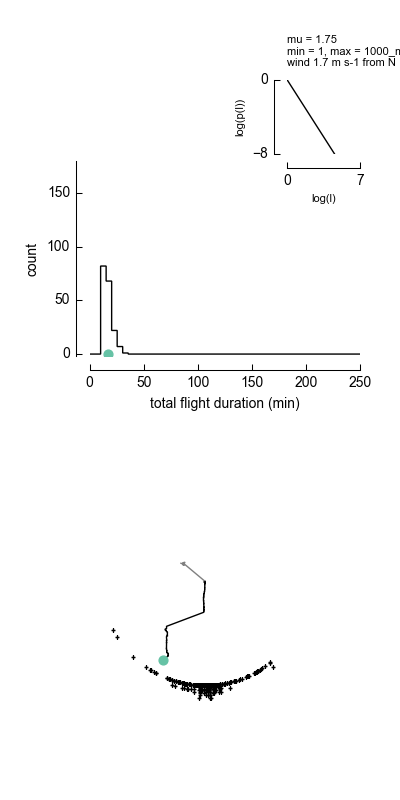 mu = 1.75
min = 1, max = 1000_m
wind 1.7 m s-1 from N
0
log(p(l))
−8
0
7
log(l)
150
100
50
0
count
0
50
100
150
200
250
total flight duration (min)